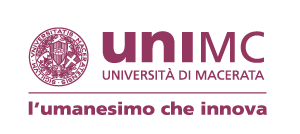 uniMC
UNIVERSITÀ DI MACERATA
l'umanesimo che innova